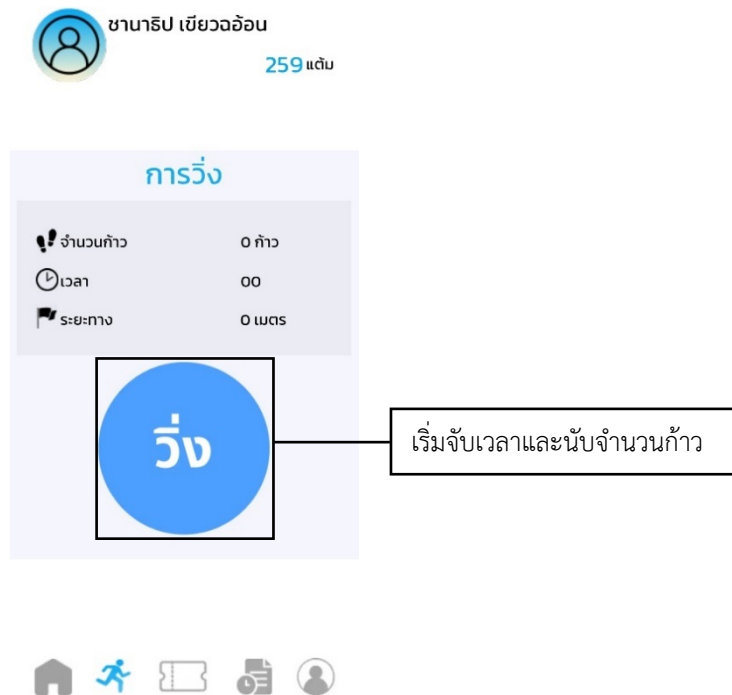 ชานาธิป เขียวฉอ้อน
259 แต้ม
การวิ่ง
จำนวนก้าว 0 ก้าว
เวลา 00
ระยะทาง 0 เมตร
วิ่ง
เริ่มจับเวลาและนับจำนวนก้าว